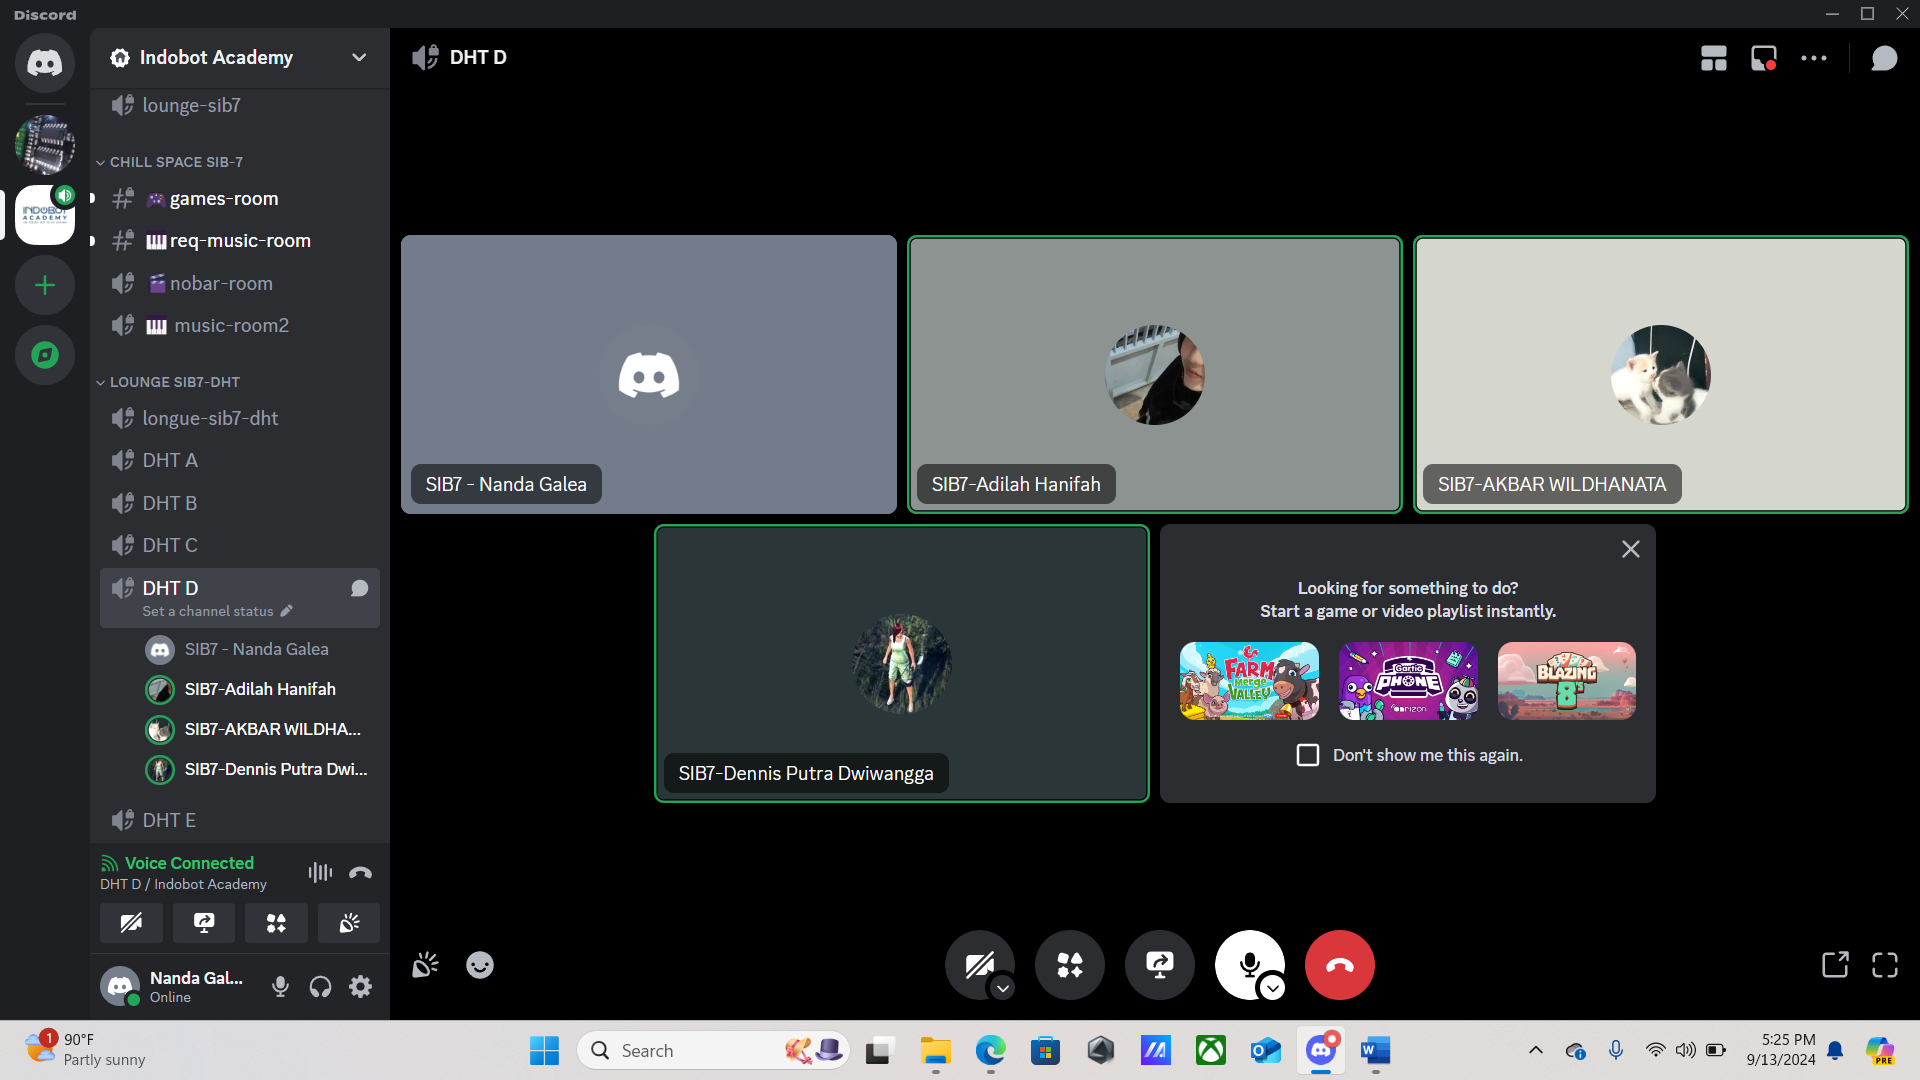 Discord
Indobot Academy
DHT D
lounge-sib7
CHILL SPACE SIB-7
games-room
req-music-room
nobar-room
music-room2
LOUNGE SIB7-DHT
longue-sib7-dht
DHT A
DHT B
DHT C
DHT D
Set a channel status
SIB7 - Nanda Galea
SIB7-Adilah Hanifah
SIB7-AKBAR WILDHA...
SIB7-Dennis Putra Dwi...
DHT E
Voice Connected
DHT D / Indobot Academy
Nanda Gal...
Online
INDOBOT
ACADEMY
SIB7 - Nanda Galea
SIB7-Adilah Hanifah
SIB7-AKBAR WILDHANATA
SIB7-Dennis Putra Dwiwangga
Looking for something to do?
Start a game or video playlist instantly.
FARM
Merge
VALLEY
Gartic
PHONE
BLAZING
8s
Don't show me this again.
1
90°F
Partly sunny
Search
5:25 PM
9/13/2024
PRE